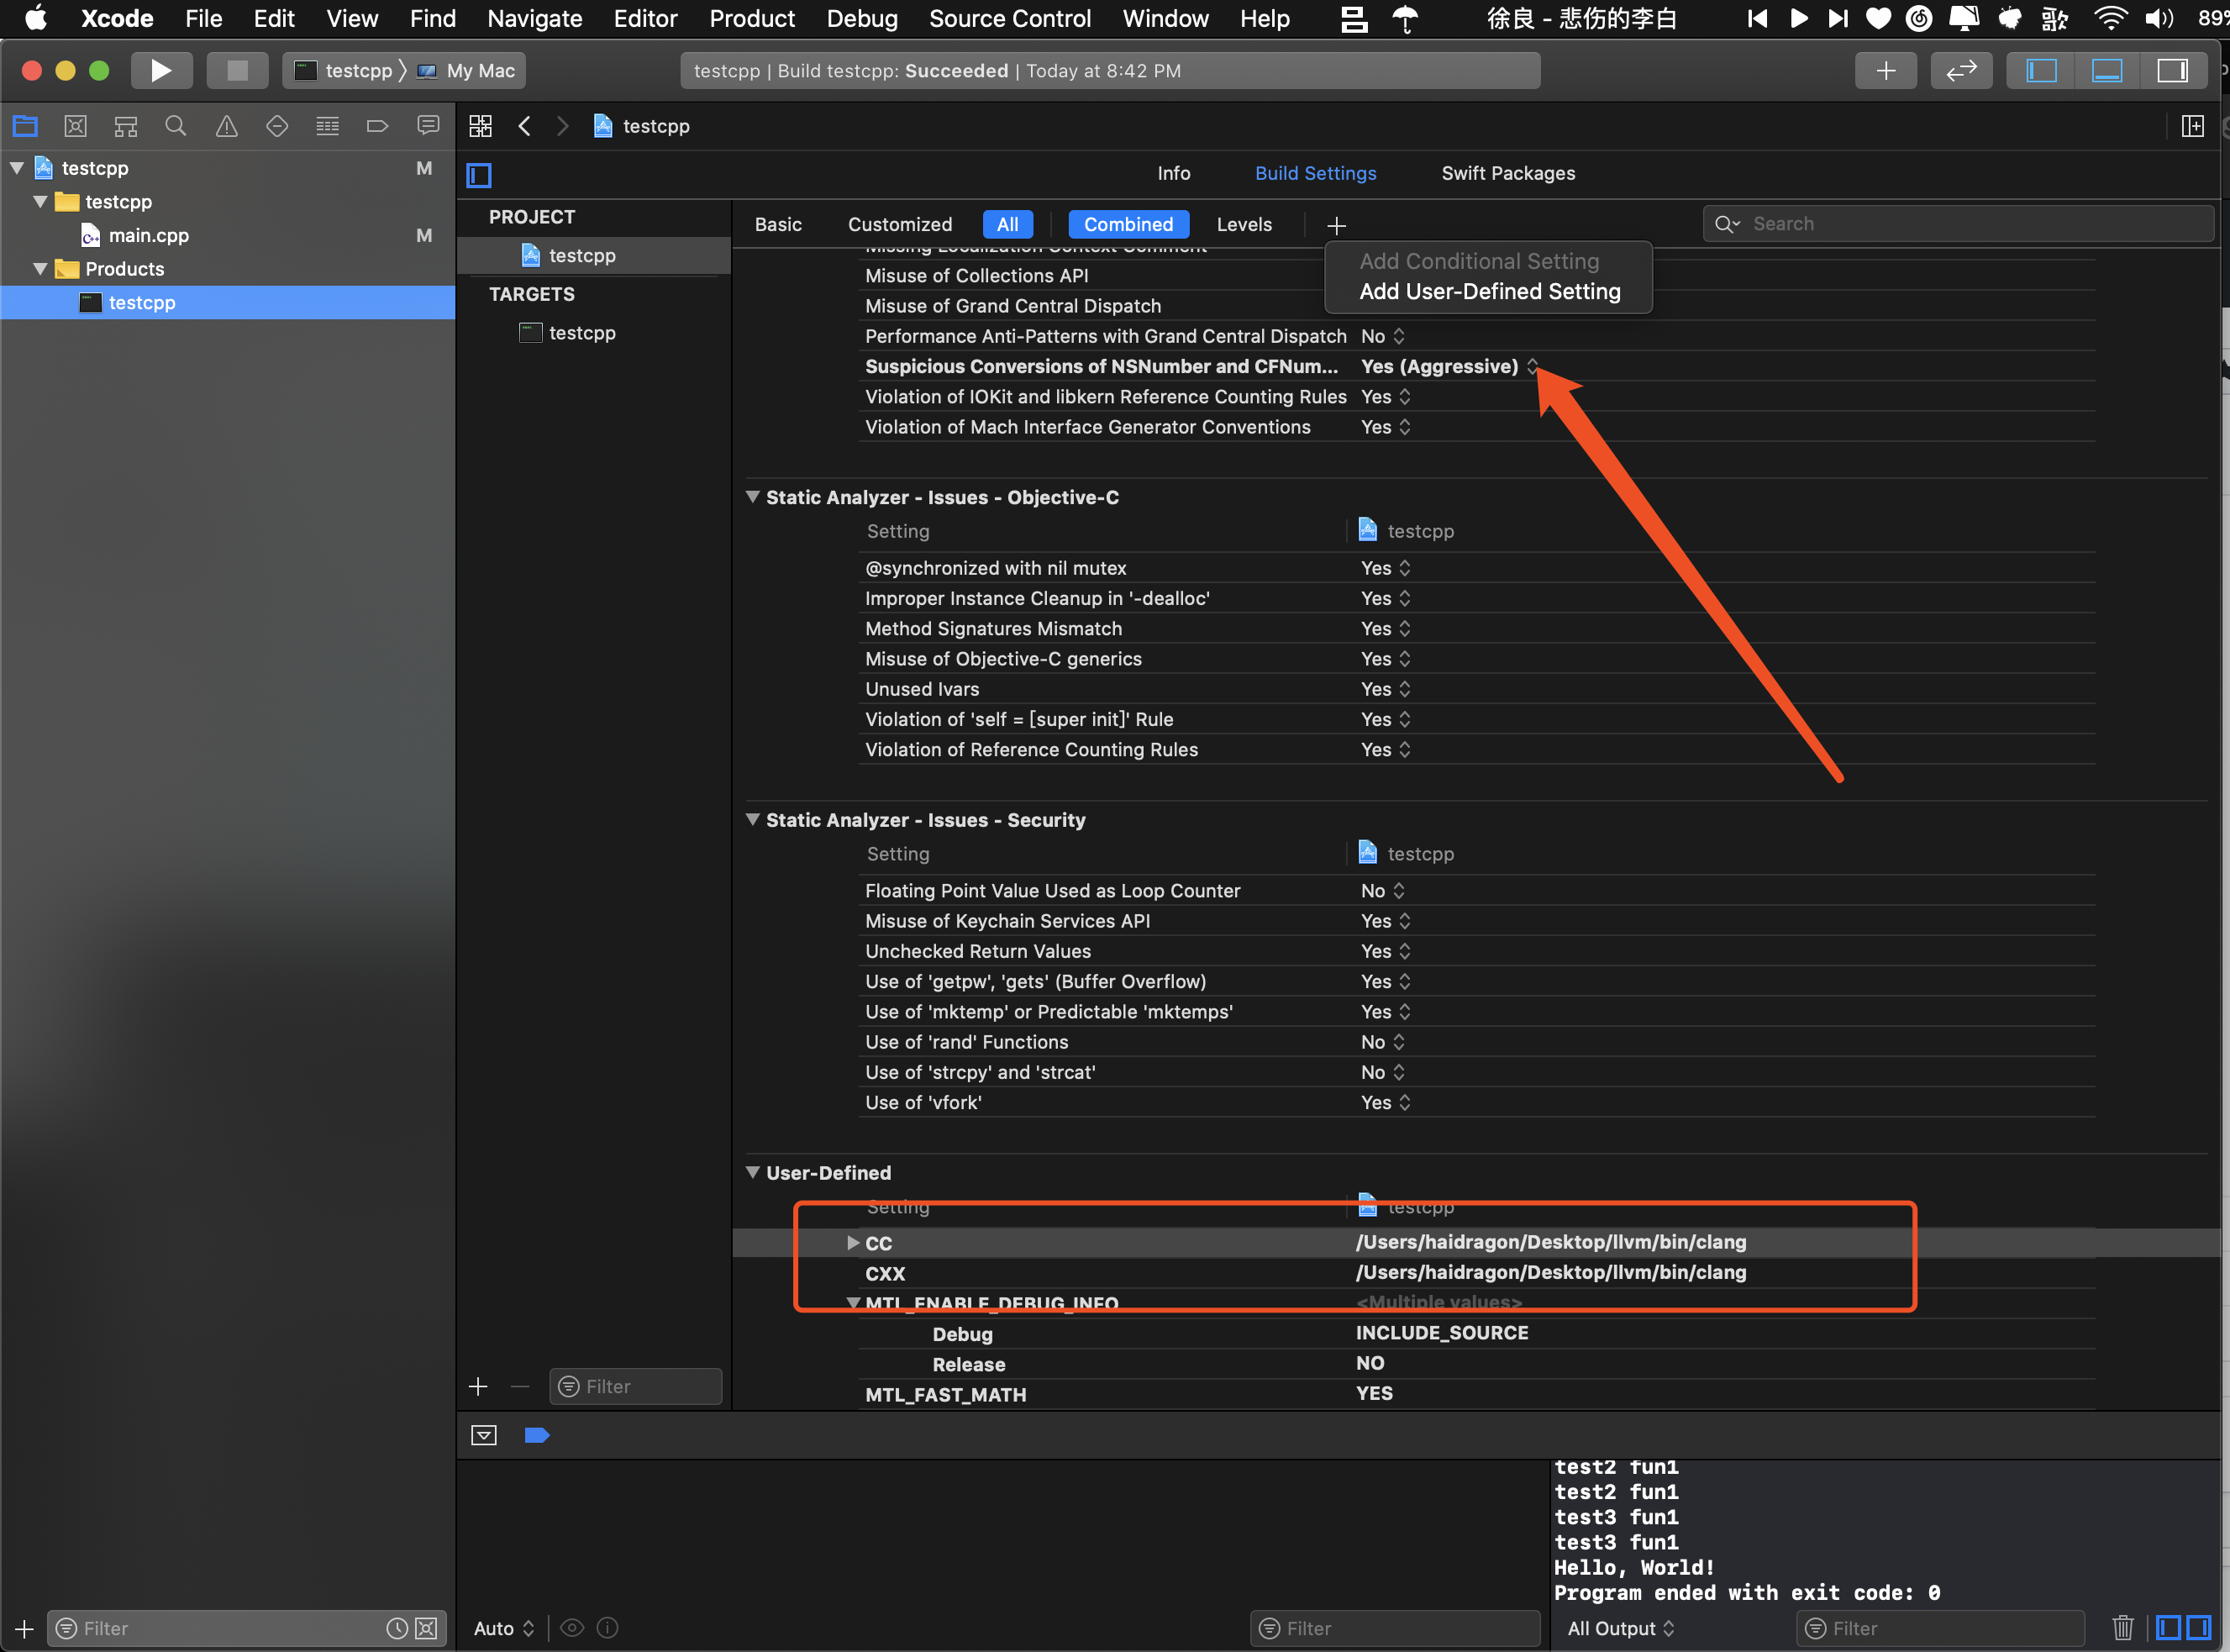 Xcode File Edit View Find Navigate Editor Product Debug Source Control Window Help 徐良 - 悲伤的李白 歌 89%
testcpp 〉 My Mac testcpp | Build testcpp: Succeeded | Today at 8:42 PM
testcpp
testcpp M
Info Build Settings Swift Packages
testcpp
PROJECT
Basic Customized All Combined Levels Search
main.cpp M
testcpp
Missing Localization Context Comment
Add Conditional Setting
Products
Misuse of Collections API
Add User-Defined Setting
TARGETS
testcpp
Misuse of Grand Central Dispatch
testcpp
Performance Anti-Patterns with Grand Central Dispatch No
Suspicious Conversions of NSNumber and CFNum... Yes (Aggressive)
Violation of IOKit and libkern Reference Counting Rules Yes
Violation of Mach Interface Generator Conventions Yes
Static Analyzer - Issues - Objective-C
Setting testcpp
@synchronized with nil mutex Yes
Improper Instance Cleanup in '-dealloc' Yes
Method Signatures Mismatch Yes
Misuse of Objective-C generics Yes
Unused Ivars Yes
Violation of 'self = [super init]' Rule Yes
Violation of Reference Counting Rules Yes
Static Analyzer - Issues - Security
Setting testcpp
Floating Point Value Used as Loop Counter No
Misuse of Keychain Services API Yes
Unchecked Return Values Yes
Use of 'getpw', 'gets' (Buffer Overflow) Yes
Use of 'mktemp' or Predictable 'mktemps' Yes
Use of 'rand' Functions No
Use of 'strcpy' and 'strcat' No
Use of 'vfork' Yes
User-Defined
Setting testcpp
CC /Users/haidragon/Desktop/llvm/bin/clang
CXX /Users/haidragon/Desktop/llvm/bin/clang
MTL_ENABLE_DEBUG_INFO <Multiple values>
Debug INCLUDE_SOURCE
Release NO
Filter
MTL_FAST_MATH YES
test2 fun1
test2 fun1
test3 fun1
test3 fun1
Hello, World!
Program ended with exit code: 0
Filter Auto Filter All Output Filter